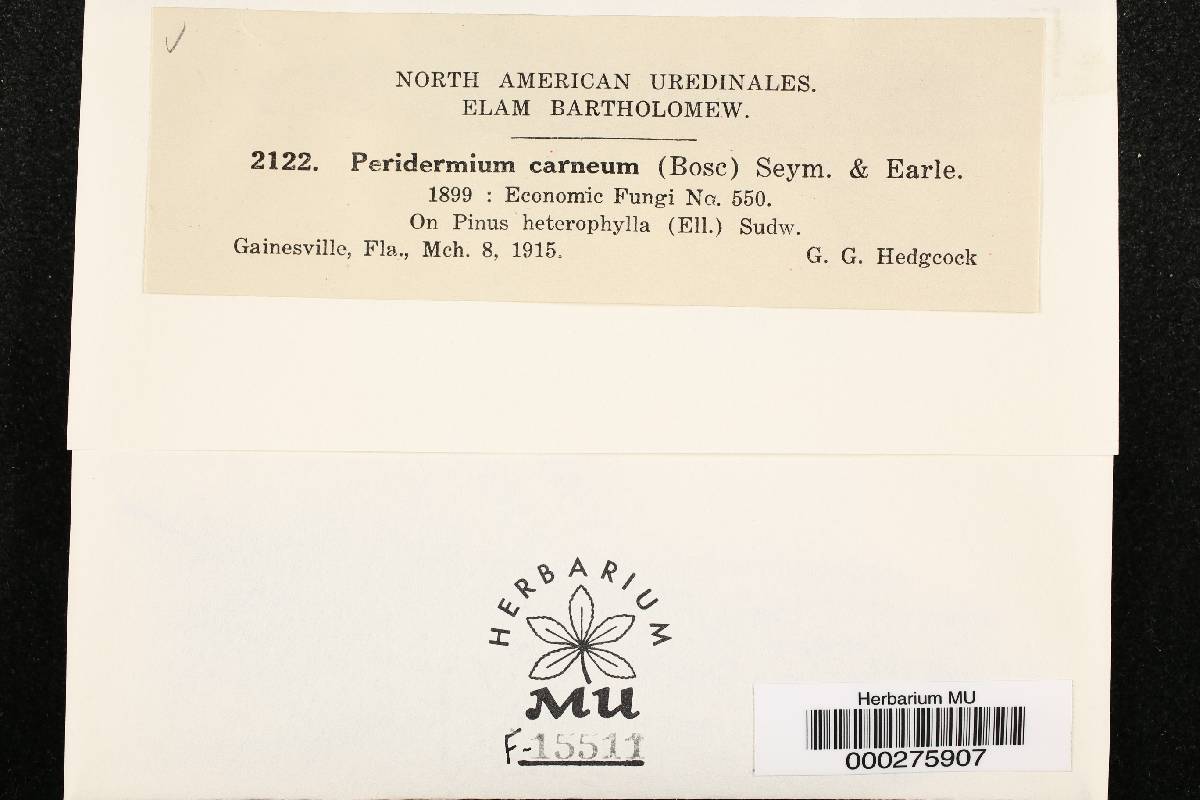 NORTH AMERICAN UREDINALES.
ELAM BARTHOLOMEW.
2122. Peridermium carneum (Bosc) Seym. & Earle.
1899 : Economic Fungi No. 550.
On Pinus heterophylla (Ell.) Sudw.
Gainesville, Fla., Mch. 8, 1915. G. G. Hedgcock
HERBARIUM
MU
F-15511
Herbarium MU
000275907